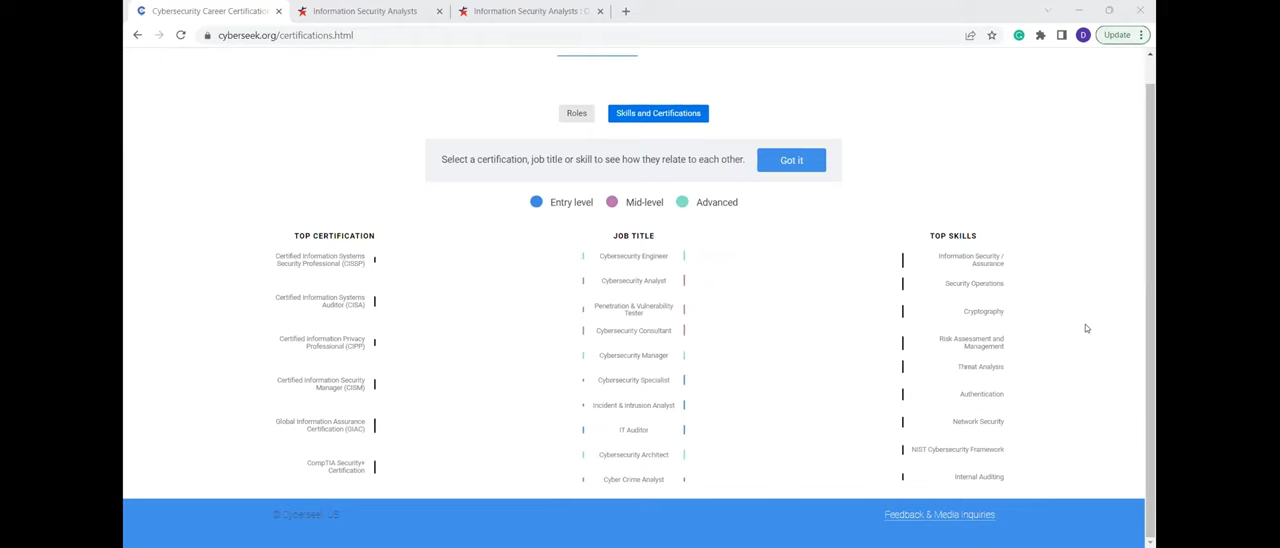 Cybersecurity Career Certification
Information Security Analysts
Information Security Analysts : O
cyberseek.org/certifications.html
D
Update
Roles
Skills and Certifications
Select a certification, job title or skill to see how they relate to each other.
Got it
Entry level
Mid-level
Advanced
TOP CERTIFICATION
JOB TITLE
TOP SKILLS
Certified Information Systems
Security Professional (CISSP)
Certified Information Systems
Auditor (CISA)
Certified Information Privacy
Professional (CIPP)
Certified Information Security
Manager (CISM)
Global Information Assurance
Certification (GIAC)
CompTIA Security+
Certification
Cybersecurity Engineer
Cybersecurity Analyst
Penetration & Vulnerability
Tester
Cybersecurity Consultant
Cybersecurity Manager
Cybersecurity Specialist
Incident & Intrusion Analyst
IT Auditor
Cybersecurity Architect
Cyber Crime Analyst
Information Security /
Assurance
Security Operations
Cryptography
Risk Assessment and
Management
Threat Analysis
Authentication
Network Security
NIST Cybersecurity Framework
Internal Auditing
© Cyberseek US
Feedback & Media Inquiries